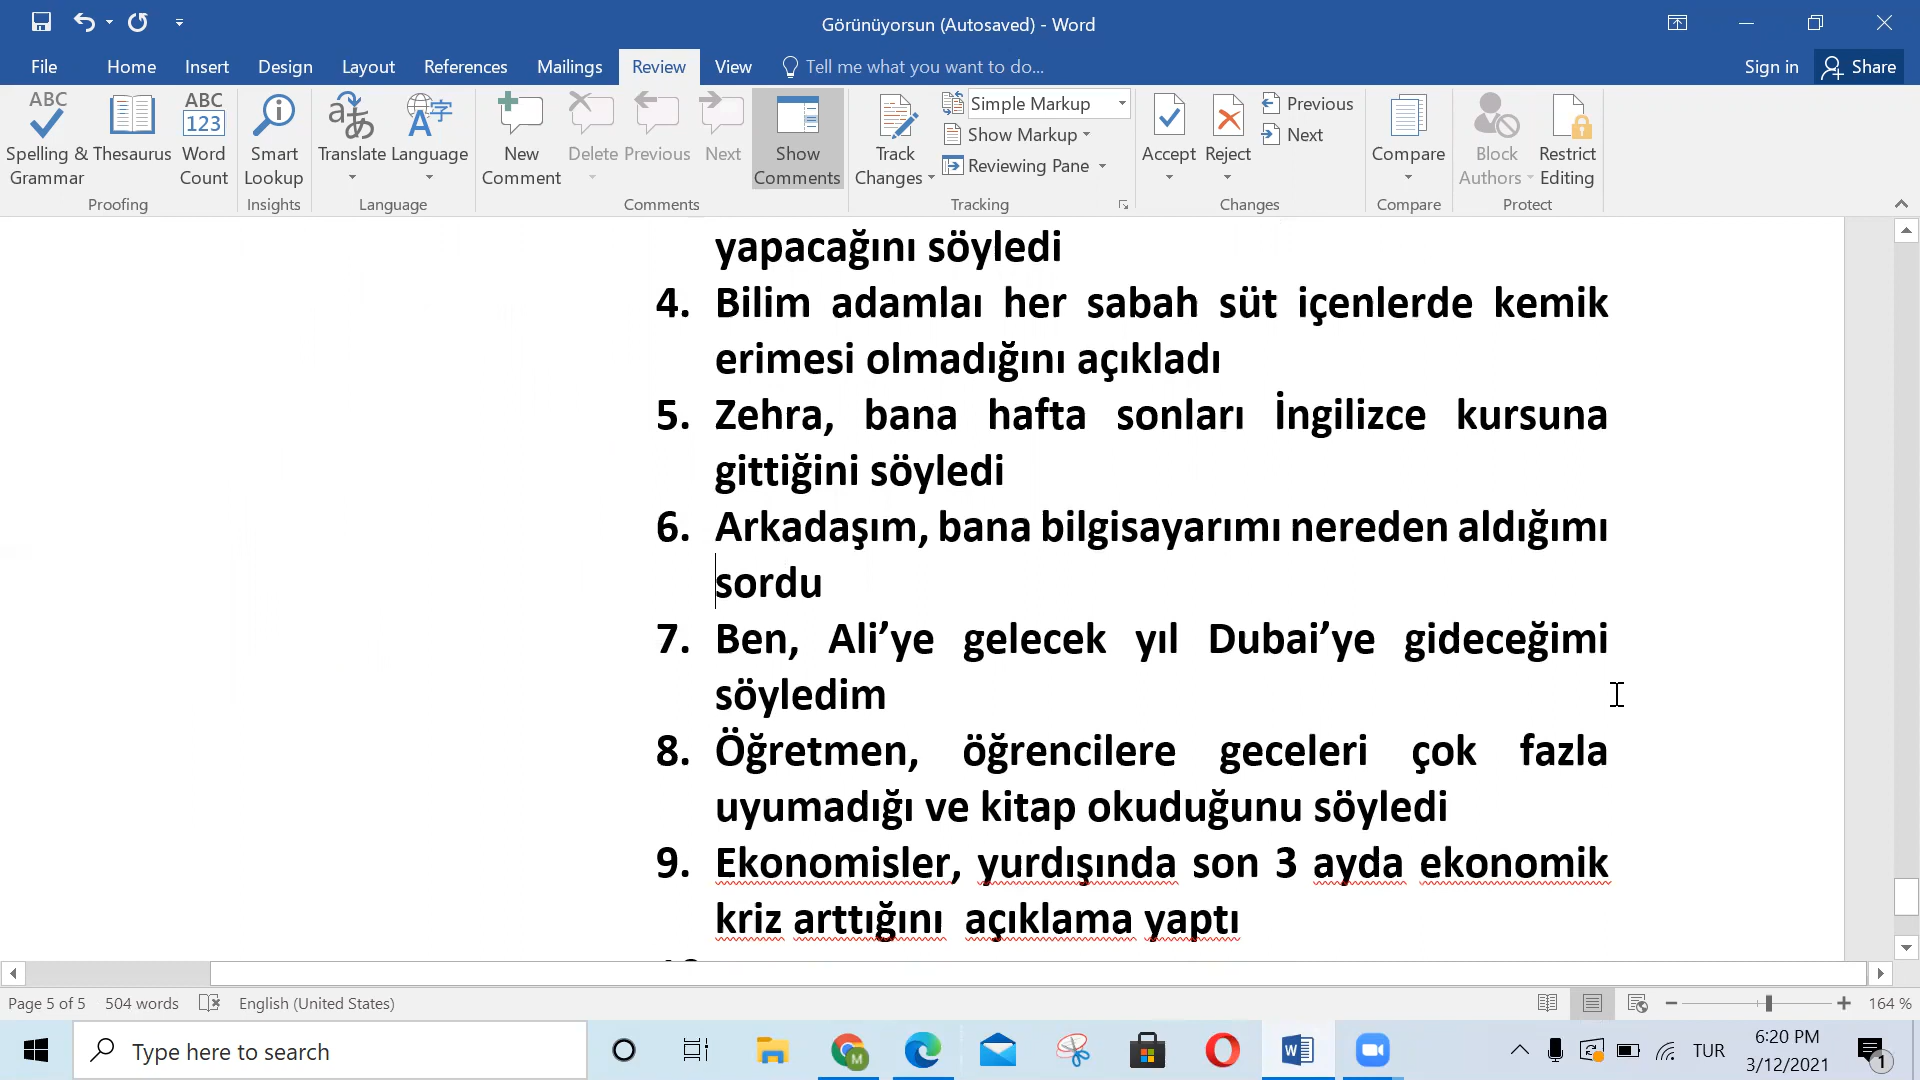 Görünüyorsun (Autosaved) - Word
File Home Insert Design Layout References Mailings Review View Tell me what you want to do... Sign in Share
Spelling & Grammar
Thesaurus
Word Count
Smart Lookup
Translate
Language
New Comment
Delete
Previous
Next
Show Comments
Track Changes
Simple Markup
Show Markup
Reviewing Pane
Accept
Reject
Previous
Next
Compare
Block Authors
Restrict Editing
Proofing
Insights
Language
Comments
Tracking
Changes
Compare
Protect
yapacağını söyledi
4. Bilim adamlaı her sabah süt içenlerde kemik
erimesi olmadığını açıkladı
5. Zehra, bana hafta sonları İngilizce kursuna
gittiğini söyledi
6. Arkadaşım, bana bilgisayarımı nereden aldığımı
sordu
7. Ben, Ali’ye gelecek yıl Dubai’ye gideceğimi
söyledim
8. Öğretmen, öğrencilere geceleri çok fazla
uyumadığı ve kitap okuduğunu söyledi
9. Ekonomisler, yurdışında son 3 ayda ekonomik
kriz arttığını açıklama yaptı
Page 5 of 5 504 words English (United States) 164 %
Type here to search
TUR
6:20 PM
3/12/2021
1